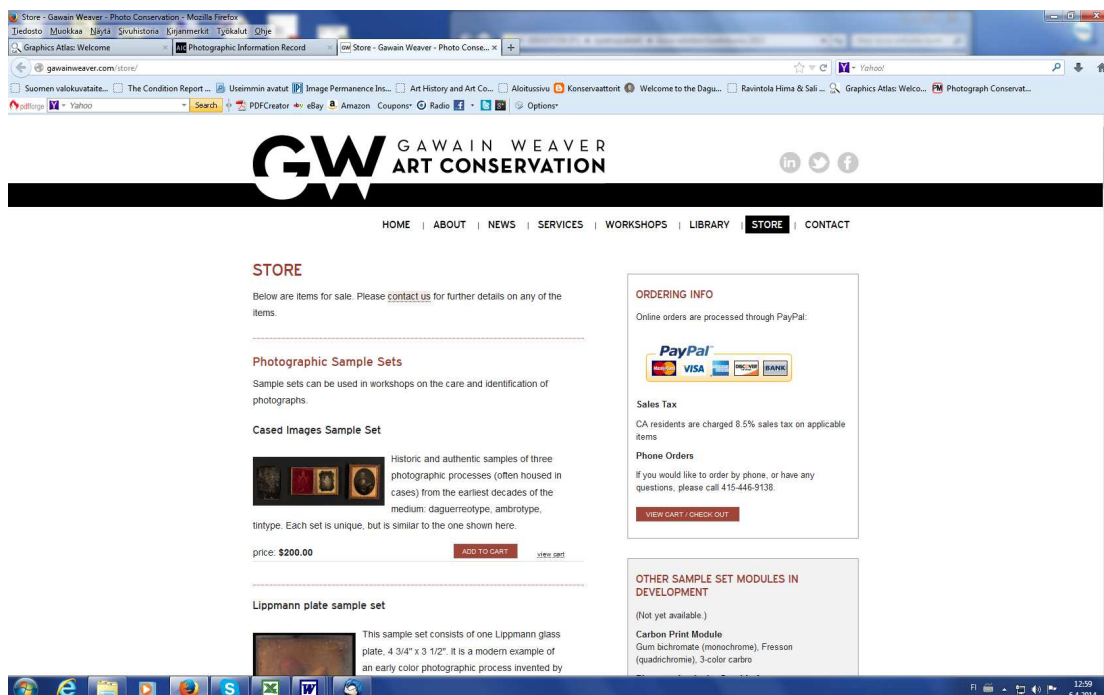 Store - Gawain Weaver - Photo Conservation - Mozilla Firefox
Tiedosto Muokkaa Näytä Sivuhistoria Kirjanmerkit Työkalut Ohje
Graphics Atlas: Welcome × AIC Photographic Information Record × GW Store - Gawain Weaver - Photo Conse... × +
gawainweaver.com/store/ Y! - Yahoo!
Suomen valokuvataite... The Condition Report ... Useimmin avatut Image Permanence Ins... Art History and Art Co... Aloitussivu Konservaattorit Welcome to the Dagu... Ravintola Hima & Sali ... Graphics Atlas: Welco... PM Photograph Conservat...
pdfforge Y! Yahoo Search PDFCreator eBay Amazon Coupons Radio Options
GW
GAWAIN WEAVER
ART CONSERVATION
in f
HOME | ABOUT | NEWS | SERVICES | WORKSHOPS | LIBRARY | STORE | CONTACT
STORE
Below are items for sale. Please contact us for further details on any of the
items.
Photographic Sample Sets
Sample sets can be used in workshops on the care and identification of
photographs.
Cased Images Sample Set
Historic and authentic samples of three
photographic processes (often housed in
cases) from the earliest decades of the
medium: daguerreotype, ambrotype,
tintype. Each set is unique, but is similar to the one shown here.
price: $200.00 ADD TO CART view cart
Lippmann plate sample set
This sample set consists of one Lippmann glass
plate, 4 3/4" x 3 1/2". It is a modern example of
an early color photographic process invented by
ORDERING INFO
Online orders are processed through PayPal:
PayPal
MasterCard VISA DISCOVER BANK
Sales Tax
CA residents are charged 8.5% sales tax on applicable
items
Phone Orders
If you would like to order by phone, or have any
questions, please call 415-446-9138.
VIEW CART / CHECK OUT
OTHER SAMPLE SET MODULES IN
DEVELOPMENT
(Not yet available.)
Carbon Print Module
Gum bichromate (monochrome), Fresson
(quadrichromie), 3-color carbro
FI 12:59
5.4.2014